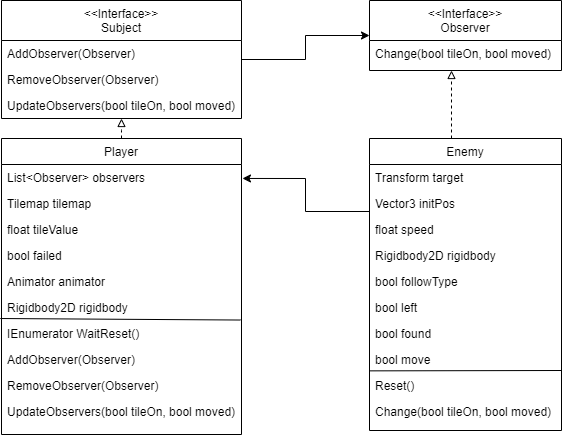 <<Interface>>
Subject
AddObserver(Observer)
RemoveObserver(Observer)
UpdateObservers(bool tileOn, bool moved)
<<Interface>>
Observer
Change(bool tileOn, bool moved)
Player
List<Observer> observers
Tilemap tilemap
float tileValue
bool failed
Animator animator
Rigidbody2D rigidbody
IEnumerator WaitReset()
AddObserver(Observer)
RemoveObserver(Observer)
UpdateObservers(bool tileOn, bool moved)
Enemy
Transform target
Vector3 initPos
float speed
Rigidbody2D rigidbody
bool followType
bool left
bool found
bool move
Reset()
Change(bool tileOn, bool moved)